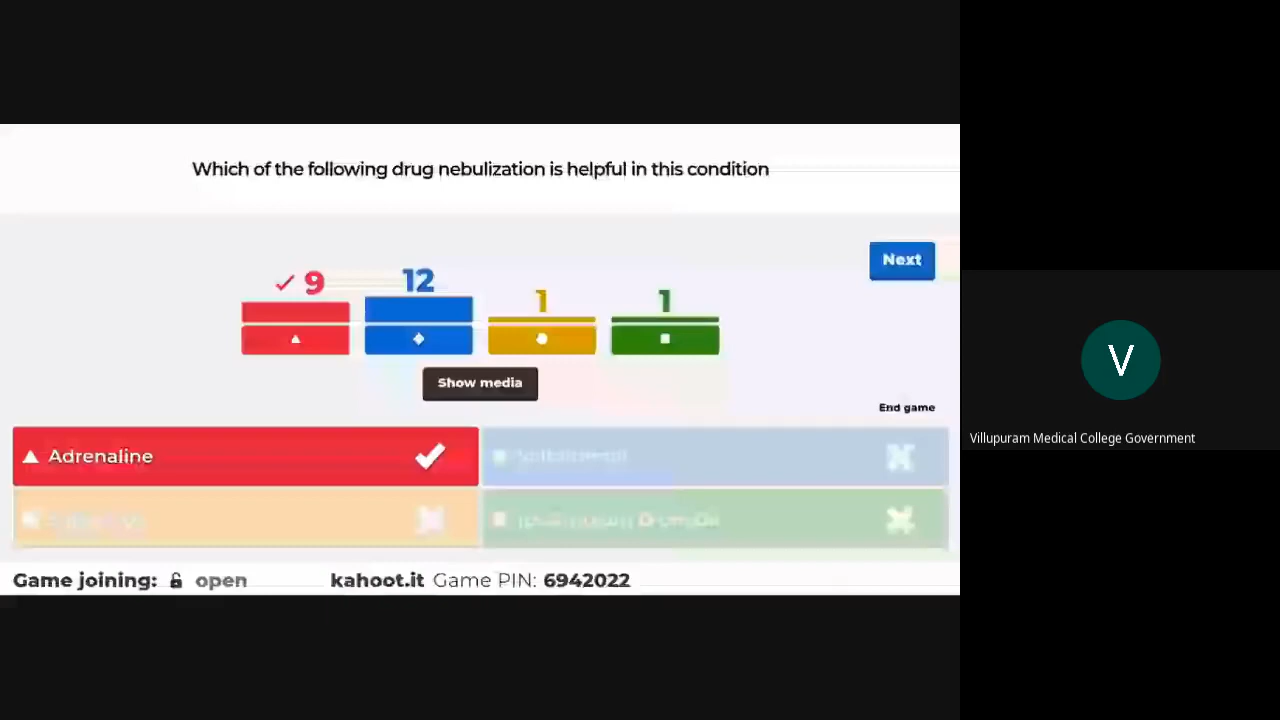 Which of the following drug nebulization is helpful in this condition
Next
9
12
1
1
Show media
End game
Adrenaline
Game joining: open kahoot.it Game PIN: 6942022
V
Villupuram Medical College Government